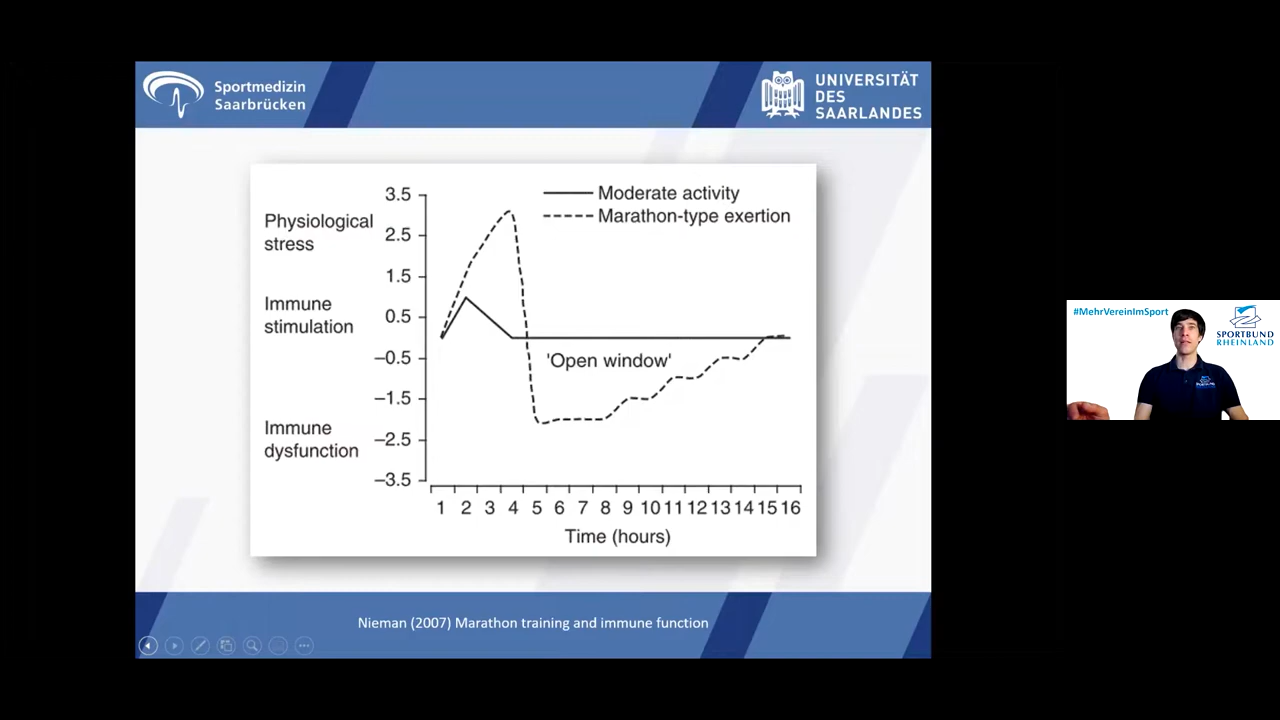 Sportmedizin
Saarbrücken
UNIVERSITÄT
DES
SAARLANDES
Moderate activity
Marathon-type exertion
Physiological
stress
Immune
stimulation
Immune
dysfunction
3.5
2.5
1.5
0.5
–0.5
–1.5
–2.5
–3.5
'Open window'
1 2 3 4 5 6 7 8 9 10 11 12 13 14 15 16
Time (hours)
Nieman (2007) Marathon training and immune function
#MehrVereinImSport
SPORTBUND
RHEINLAND